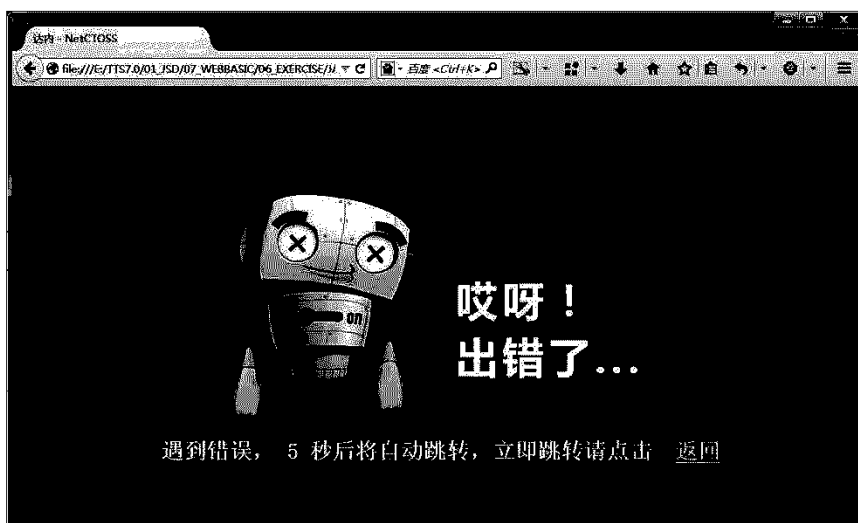 达内 - NetCTOSS
file:///E:/TTS7.0/01_JSD/07_WEBBASIC/06_EXERCISE/
百度 <Ctrl+K>
on
哎呀！
出错了...
遇到错误， 5 秒后将自动跳转，立即跳转请点击 返回